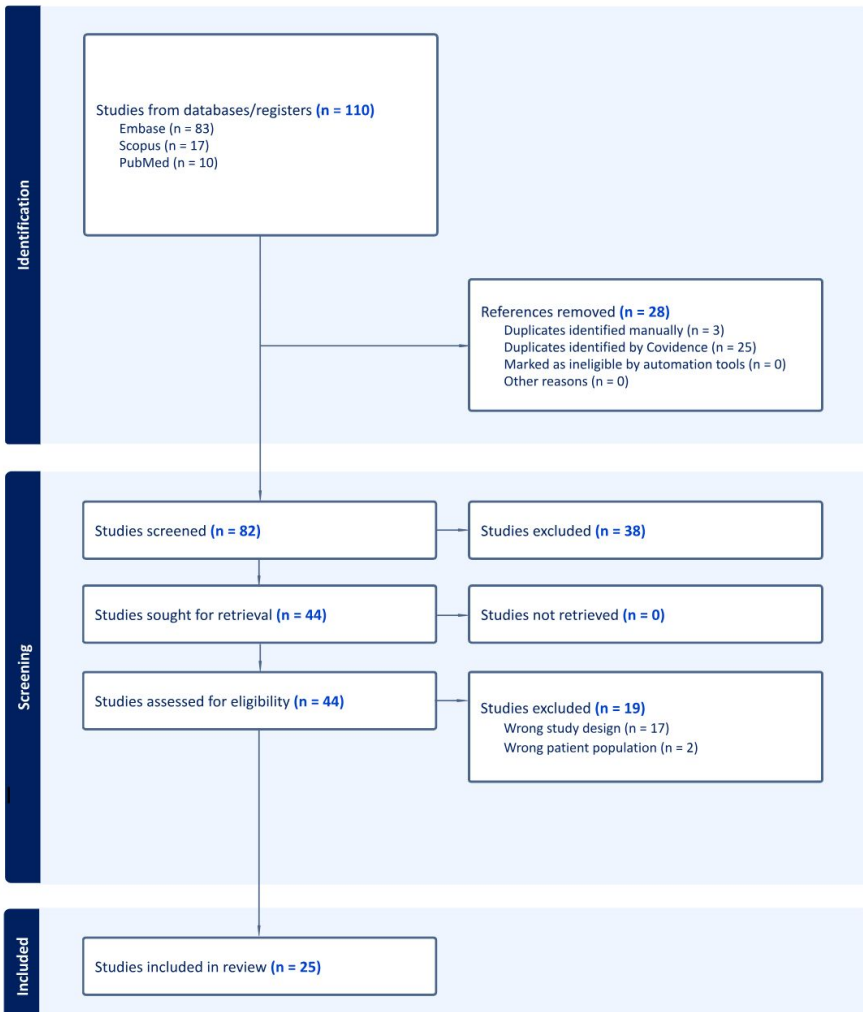 Identification
Studies from databases/registers (n = 110)
Embase (n = 83)
Scopus (n = 17)
PubMed (n = 10)
References removed (n = 28)
Duplicates identified manually (n = 3)
Duplicates identified by Covidence (n = 25)
Marked as ineligible by automation tools (n = 0)
Other reasons (n = 0)
Screening
Studies screened (n = 82)
Studies excluded (n = 38)
Studies sought for retrieval (n = 44)
Studies not retrieved (n = 0)
Studies assessed for eligibility (n = 44)
Studies excluded (n = 19)
Wrong study design (n = 17)
Wrong patient population (n = 2)
Included
Studies included in review (n = 25)